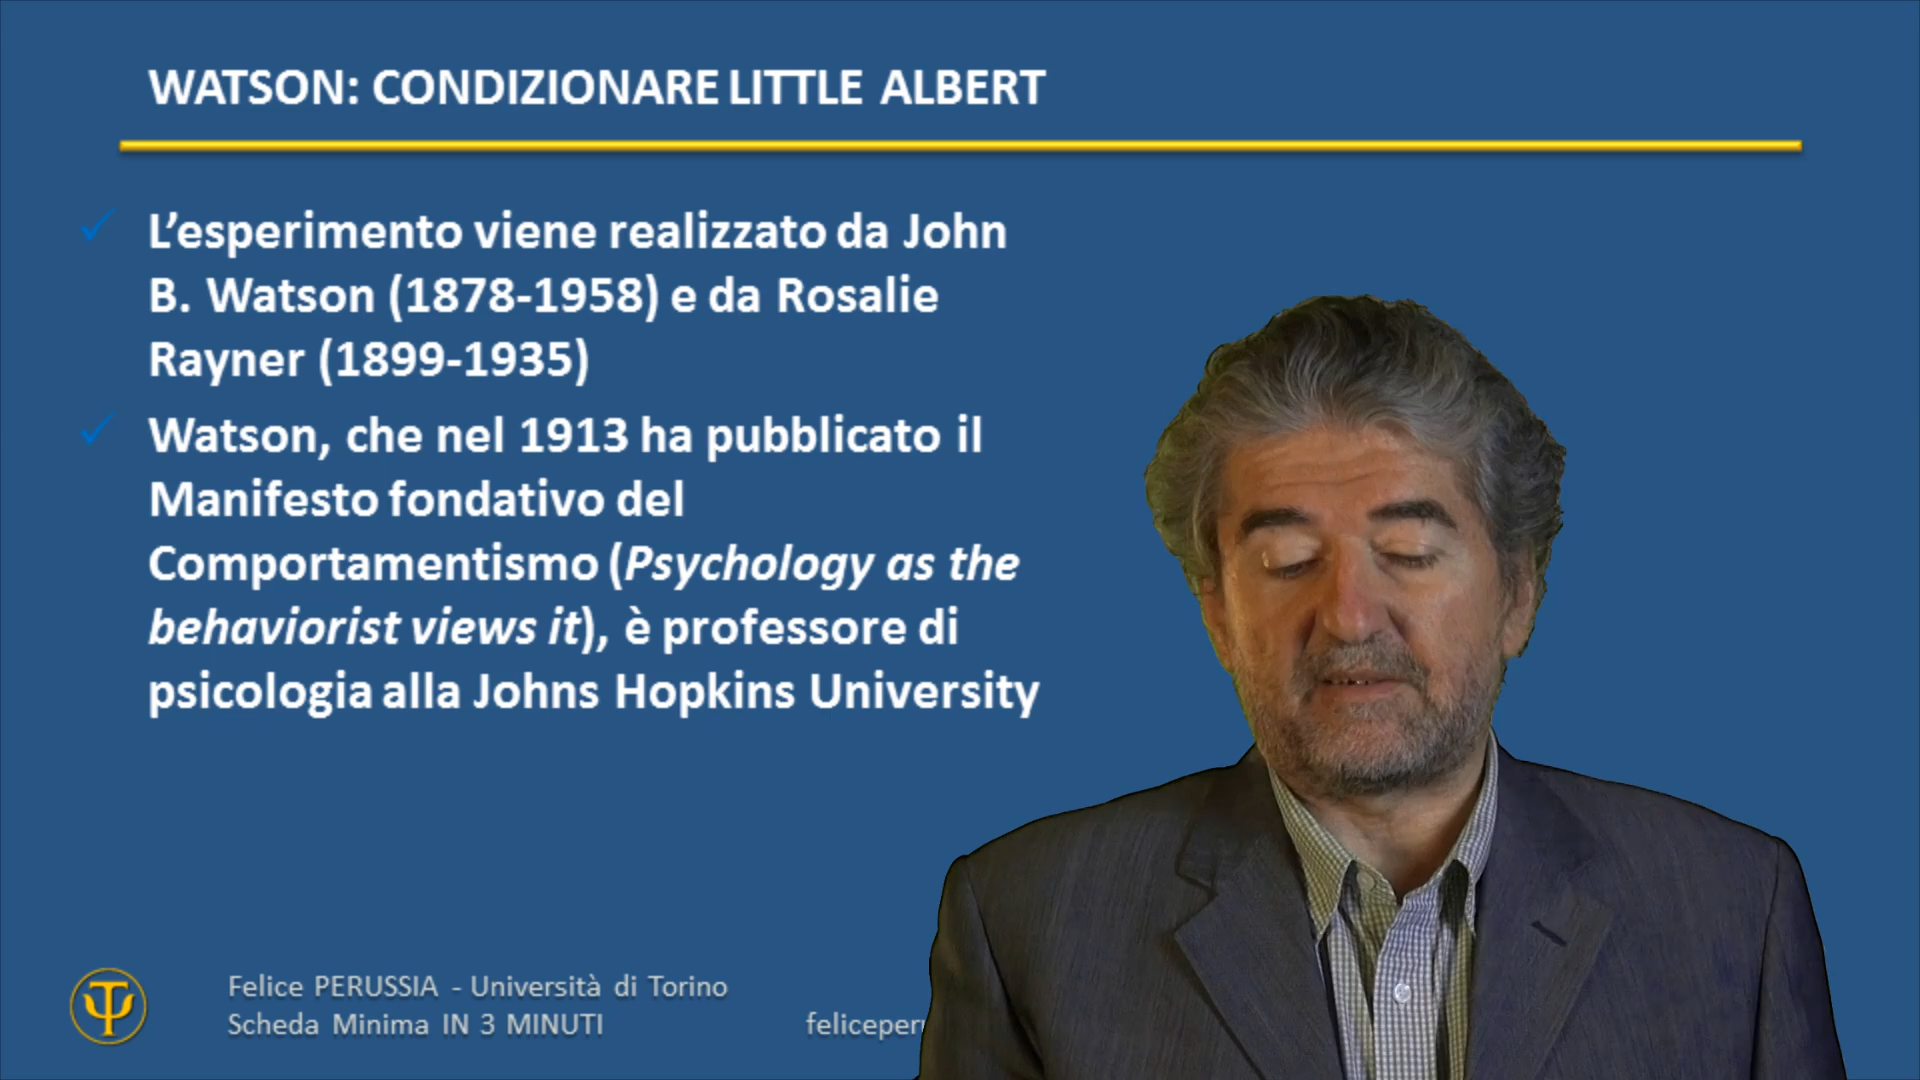 WATSON: CONDIZIONARE LITTLE ALBERT
L’esperimento viene realizzato da John
B. Watson (1878-1958) e da Rosalie
Rayner (1899-1935)
Watson, che nel 1913 ha pubblicato il
Manifesto fondativo del
Comportamentismo (Psychology as the
behaviorist views it), è professore di
psicologia alla Johns Hopkins University
Felice PERUSSIA - Università di Torino
Scheda Minima IN 3 MINUTI